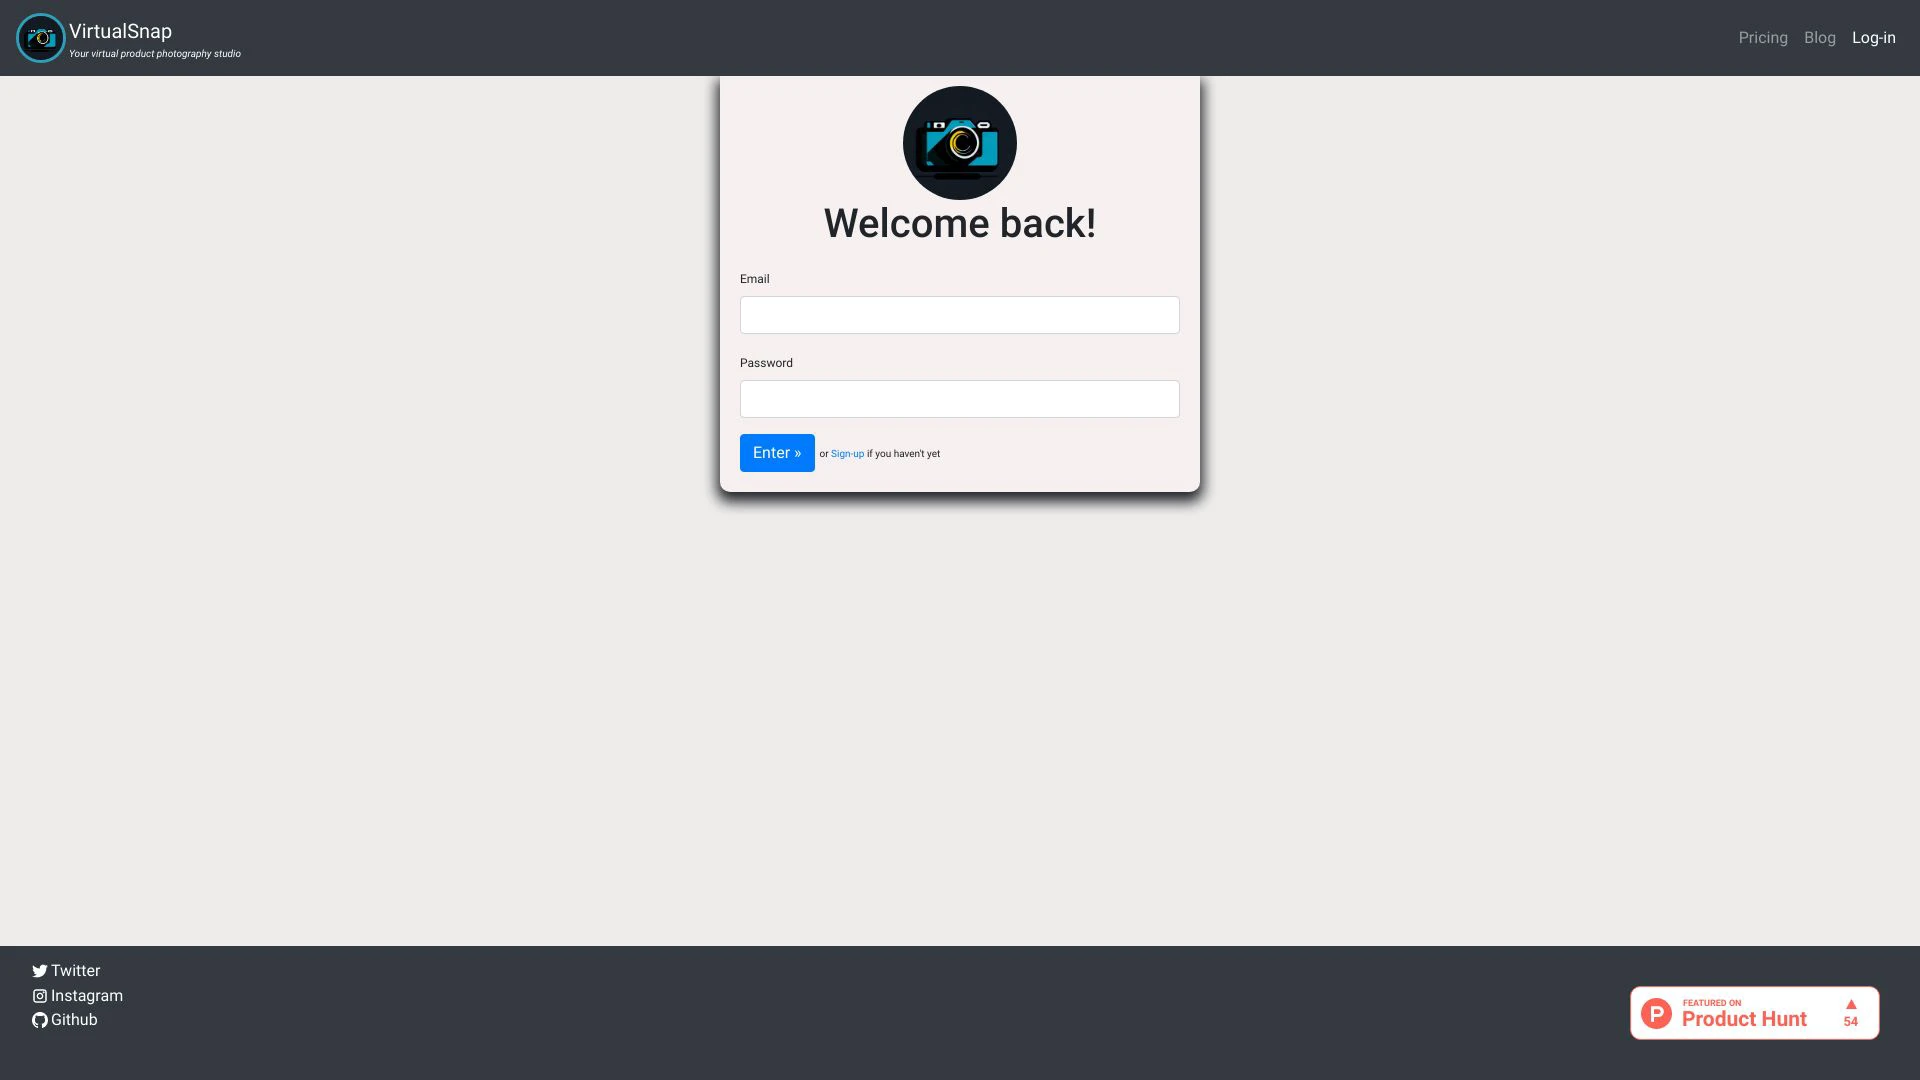 VirtualSnap
Your virtual product photography studio
Pricing
Blog
Log-in
Welcome back!
Email
Password
Enter »
or Sign-up if you haven't yet
Twitter
Instagram
Github
P
FEATURED ON
Product Hunt
54